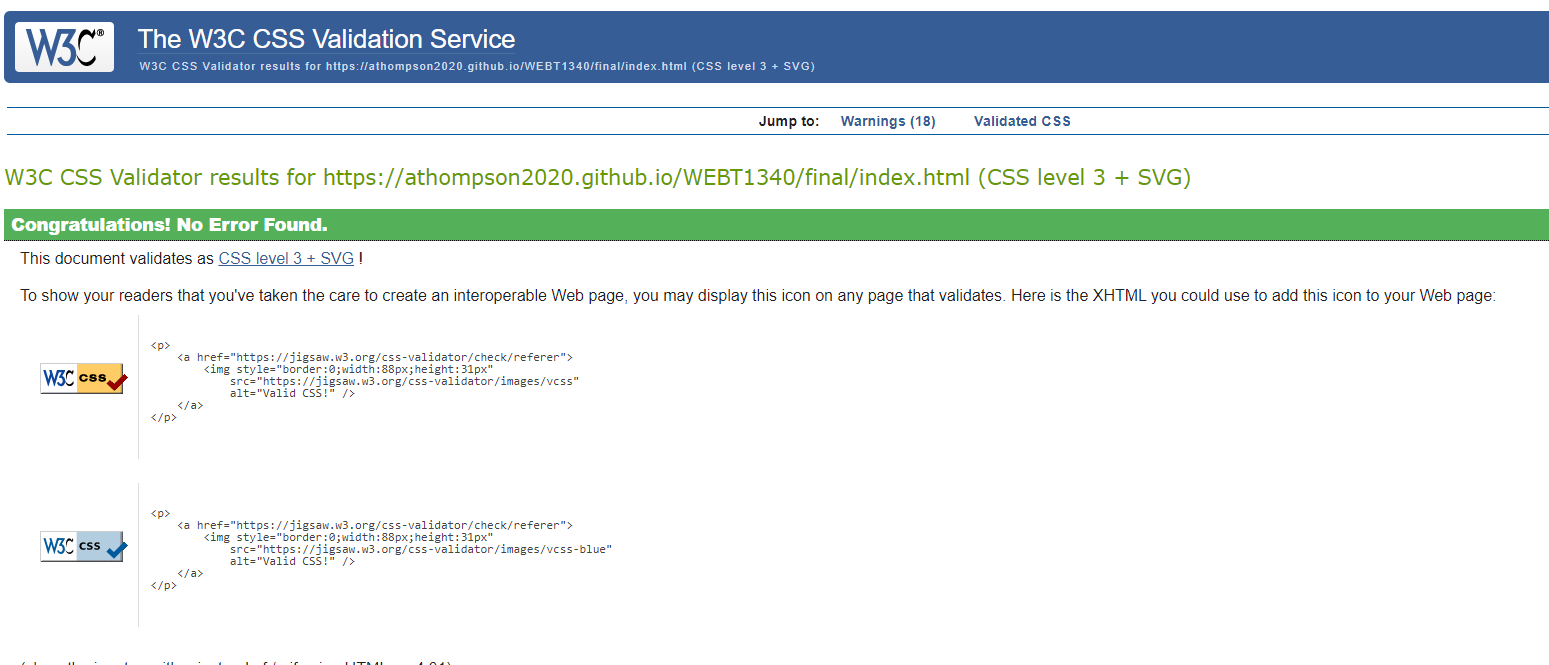 W3C®
The W3C CSS Validation Service
W3C CSS Validator results for https://athompson2020.github.io/WEBT1340/final/index.html (CSS level 3 + SVG)
Jump to: Warnings (18) Validated CSS
W3C CSS Validator results for https://athompson2020.github.io/WEBT1340/final/index.html (CSS level 3 + SVG)
Congratulations! No Error Found.
This document validates as CSS level 3 + SVG !
To show your readers that you've taken the care to create an interoperable Web page, you may display this icon on any page that validates. Here is the XHTML you could use to add this icon to your Web page:
W3C css
<p>
<a href="https://jigsaw.w3.org/css-validator/check/referer">
<img style="border:0;width:88px;height:31px"
src="https://jigsaw.w3.org/css-validator/images/vcss"
alt="Valid CSS!" />
</a>
</p>
W3C css
<p>
<a href="https://jigsaw.w3.org/css-validator/check/referer">
<img style="border:0;width:88px;height:31px"
src="https://jigsaw.w3.org/css-validator/images/vcss-blue"
alt="Valid CSS!" />
</a>
</p>